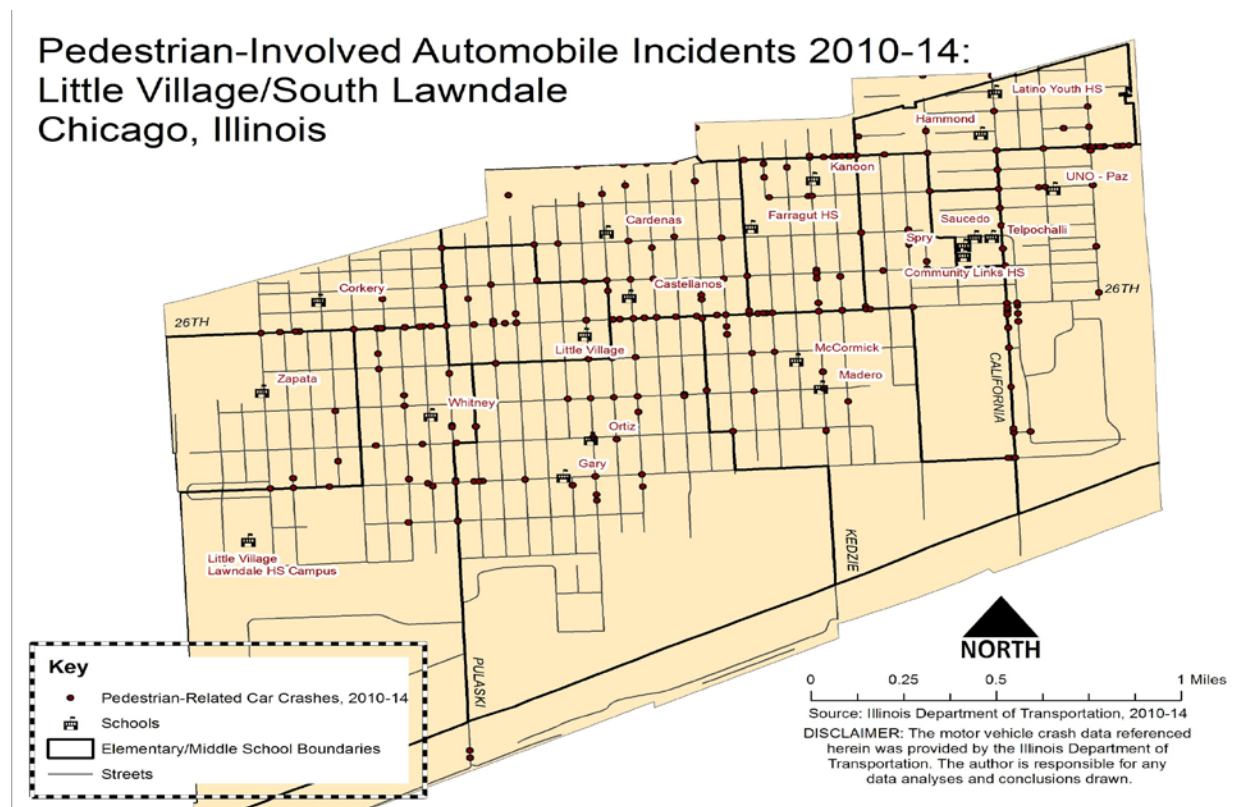 Pedestrian-Involved Automobile Incidents 2010-14:
Little Village/South Lawndale
Chicago, Illinois
Latino Youth HS
Hammond
Kanoon
UNO - Paz
Cardenas
Farragut HS
Saucedo
Telpochalli
Spry
Community Links HS
Corkery
Castellanos
26TH
26TH
Little Village
McCormick
CALIFORNIA
Zapata
Madero
Whitney
Ortiz
Gary
KEDZIE
Little Village
Lawndale HS Campus
PULASKI
NORTH
Key
Pedestrian-Related Car Crashes, 2010-14
Schools
Elementary/Middle School Boundaries
Streets
0 0.25 0.5 1 Miles
Source: Illinois Department of Transportation, 2010-14
DISCLAIMER: The motor vehicle crash data referenced
herein was provided by the Illinois Department of
Transportation. The author is responsible for any
data analyses and conclusions drawn.